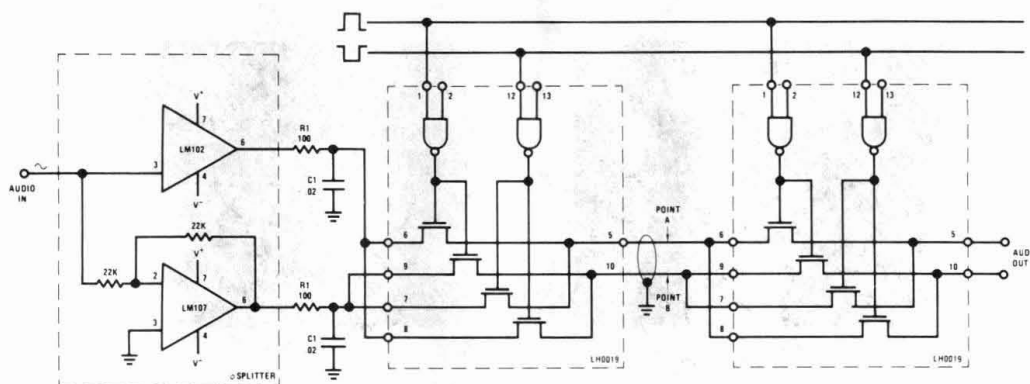 1
2
12
13
1
2
12
13
V+
7
LM102
6
3
4
V-
AUDIO
IN
R1
100
C1
.02
22K
22K
V+
7
2
LM107
6
3
4
V-
R1
100
C1
.02
SPLITTER
6
9
7
8
5
10
LH0019
POINT
A
POINT
B
6
9
7
8
5
10
AUD
OUT
LH0019